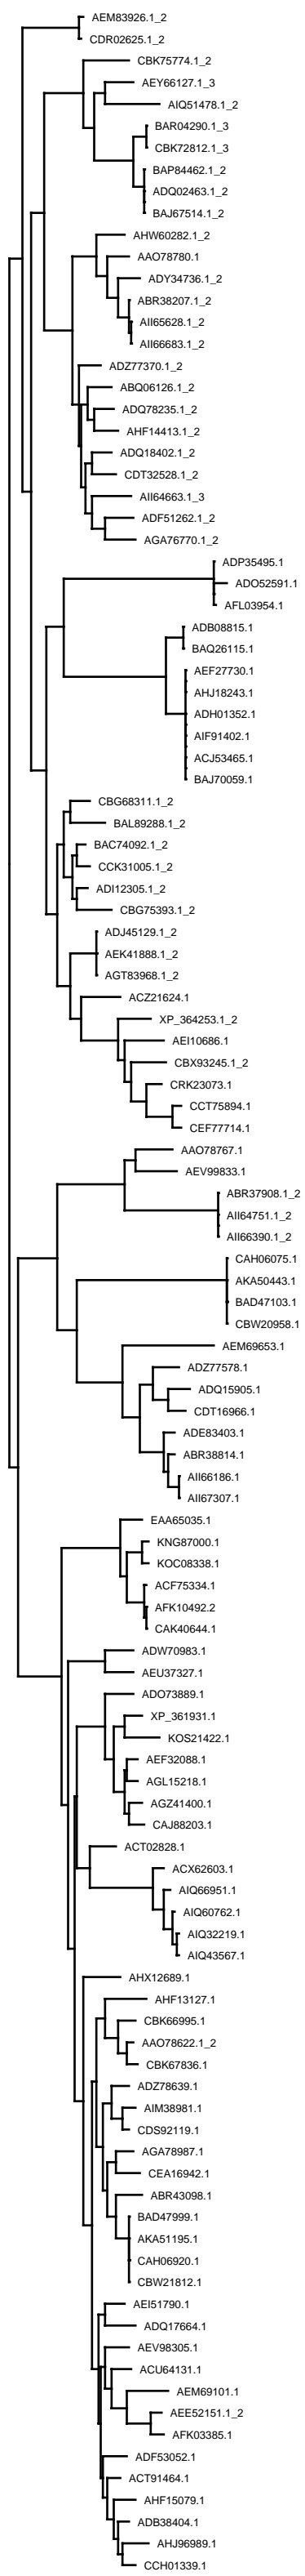 AEM83926.1_2
CDR02625.1_2
CBK75774.1_2
AEY66127.1_3
AIQ51478.1_2
BAR04290.1_3
CBK72812.1_3
BAP84462.1_2
ADQ02463.1_2
BAJ67514.1_2
AHW60282.1_2
AAO78780.1
ADY34736.1_2
ABR38207.1_2
AII65628.1_2
AII66683.1_2
ADZ77370.1_2
ABQ06126.1_2
ADQ78235.1_2
AHF14413.1_2
ADQ18402.1_2
CDT32528.1_2
AII64663.1_3
ADF51262.1_2
AGA76770.1_2
ADP35495.1
ADO52591.1
AFL03954.1
ADB08815.1
BAQ26115.1
AEF27730.1
AHJ18243.1
ADH01352.1
AIF91402.1
ACJ53465.1
BAJ70059.1
CBG68311.1_2
BAL89288.1_2
BAC74092.1_2
CCK31005.1_2
ADI12305.1_2
CBG75393.1_2
ADJ45129.1_2
AEK41888.1_2
AGT83968.1_2
ACZ21624.1
XP_364253.1_2
AEI10686.1
CBX93245.1_2
CRK23073.1
CCT75894.1
CEF77714.1
AAO78767.1
AEV99833.1
ABR37908.1_2
AII64751.1_2
AII66390.1_2
CAH06075.1
AKA50443.1
BAD47103.1
CBW20958.1
AEM69653.1
ADZ77578.1
ADQ15905.1
CDT16966.1
ADE83403.1
ABR38814.1
AII66186.1
AII67307.1
EAA65035.1
KNG87000.1
KOC08338.1
ACF75334.1
AFK10492.2
CAK40644.1
ADW70983.1
AEU37327.1
ADO73889.1
XP_361931.1
KOS21422.1
AEF32088.1
AGL15218.1
AGZ41400.1
CAJ88203.1
ACT02828.1
ACX62603.1
AIQ66951.1
AIQ60762.1
AIQ32219.1
AIQ43567.1
AHX12689.1
AHF13127.1
CBK66995.1
AAO78622.1_2
CBK67836.1
ADZ78639.1
AIM38981.1
CDS92119.1
AGA78987.1
CEA16942.1
ABR43098.1
BAD47999.1
AKA51195.1
CAH06920.1
CBW21812.1
AEI51790.1
ADQ17664.1
AEV98305.1
ACU64131.1
AEM69101.1
AEE52151.1_2
AFK03385.1
ADF53052.1
ACT91464.1
AHF15079.1
ADB38404.1
AHJ96989.1
CCH01339.1